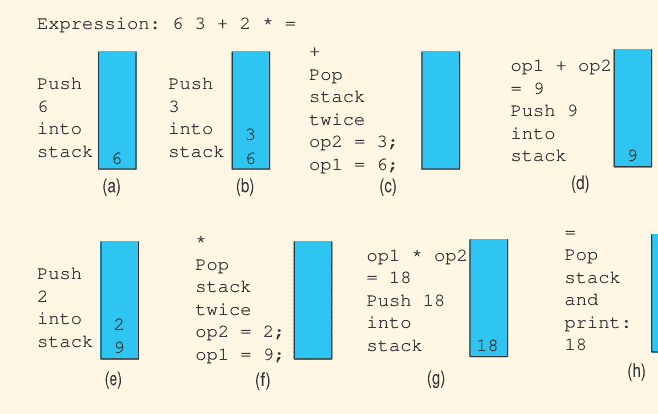 Expression: 6 3 + 2 * =
Push
6
into
stack
6
(a)
Push
3
into
stack
3
6
(b)
+
Pop
stack
twice
op2 = 3;
op1 = 6;
(c)
op1 + op2
= 9
Push 9
into
stack
9
(d)
Push
2
into
stack
2
9
(e)
*
Pop
stack
twice
op2 = 2;
op1 = 9;
(f)
op1 * op2
= 18
Push 18
into
stack
18
(g)
=
Pop
stack
and
print:
18
(h)